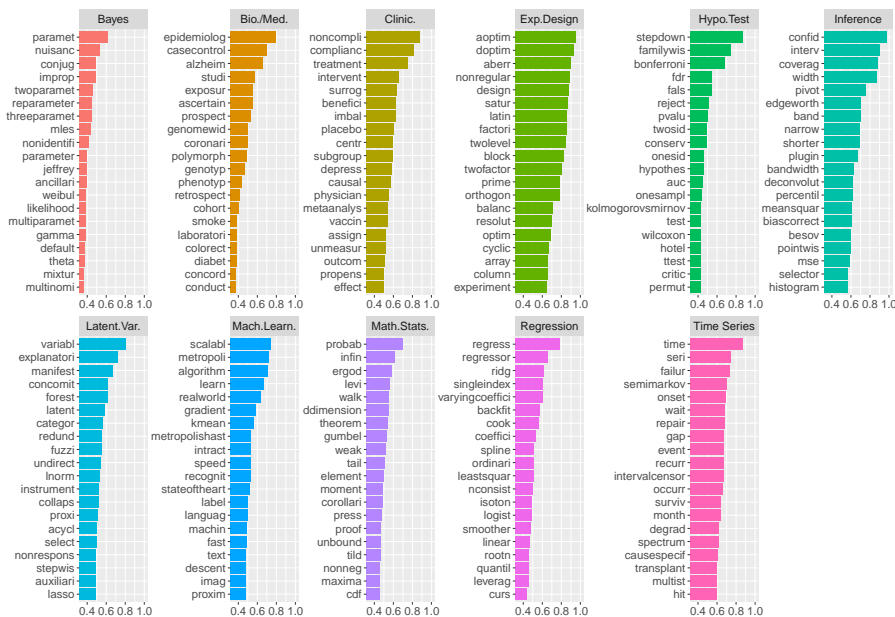 Bayes
paramet
nuisanc
conjug
improp
twoparamet
reparameter
threeparamet
mles
nonidentifi
parameter
jeffrey
ancillari
weibul
likelihood
multiparamet
gamma
default
theta
mixtur
multinomi
0.4 0.6 0.8 1.0
Bio./Med.
epidemiolog
casecontrol
alzheim
studi
exposur
ascertain
prospect
genomewid
coronari
polymorph
genotyp
phenotyp
retrospect
cohort
smoke
laboratori
colorect
diabet
concord
conduct
0.4 0.6 0.8 1.0
Clinic.
noncompli
complianc
treatment
intervent
surrog
benefici
imbal
placebo
centr
subgroup
depress
causal
physician
metaanalys
vaccin
assign
unmeasur
outcom
propens
effect
0.4 0.6 0.8 1.0
Exp.Design
aoptim
doptim
aberr
nonregular
design
satur
latin
factori
twolevel
block
twofactor
prime
orthogon
balanc
resolut
optim
cyclic
array
column
experiment
0.4 0.6 0.8 1.0
Hypo.Test
stepdown
familywis
bonferroni
fdr
fals
reject
pvalu
twosid
conserv
onesid
hypothes
auc
onesampl
kolmogorovsmirnov
test
wilcoxon
hotel
ttest
critic
permut
0.4 0.6 0.8 1.0
Inference
confid
interv
coverag
width
pivot
edgeworth
band
narrow
shorter
plugin
bandwidth
deconvolut
percentil
meansquar
biascorrect
besov
pointwis
mse
selector
histogram
0.4 0.6 0.8 1.0
Latent.Var.
variabl
explanatori
manifest
concomit
forest
latent
categor
redund
fuzzi
undirect
lnorm
instrument
collaps
proxi
acycl
select
nonrespons
stepwis
auxiliari
lasso
0.4 0.6 0.8 1.0
Mach.Learn.
scalabl
metropoli
algorithm
learn
realworld
gradient
kmean
metropolishast
intract
speed
recognit
stateoftheart
label
languag
machin
fast
text
descent
imag
proxim
0.4 0.6 0.8 1.0
Math.Stats.
probab
infin
ergod
levi
walk
ddimension
theorem
gumbel
weak
tail
element
moment
corollari
press
proof
unbound
tild
nonneg
maxima
cdf
0.4 0.6 0.8 1.0
Regression
regress
regressor
ridg
singleindex
varyingcoeffici
backfit
cook
coeffici
spline
ordinari
leastsquar
nconsist
isoton
logist
smoother
linear
rootn
quantil
leverag
curs
0.4 0.6 0.8 1.0
Time Series
time
seri
failur
semimarkov
onset
wait
repair
gap
event
recurr
intervalcensor
occurr
surviv
month
degrad
spectrum
causespecif
transplant
multist
hit
0.4 0.6 0.8 1.0